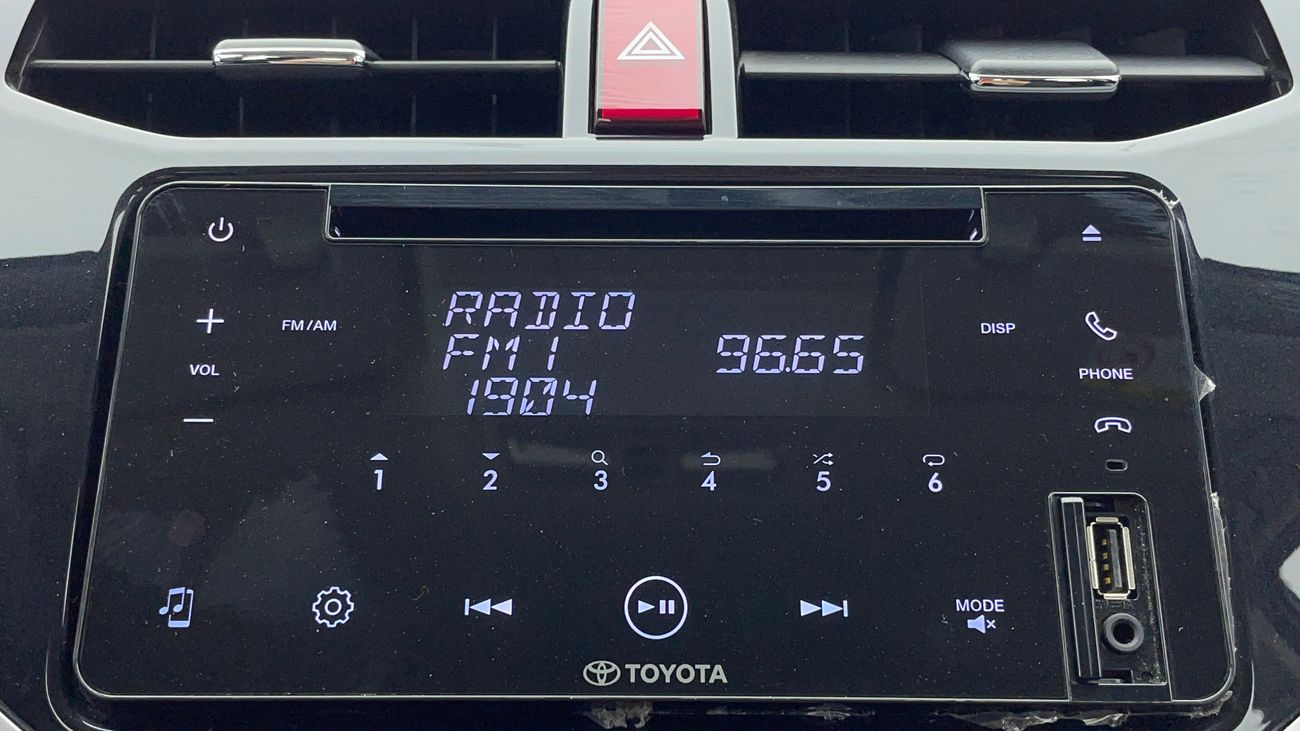 FM/AM
VOL
RADIO
FM1 96.65
1904
DISP
PHONE
1 2 3 4 5 6
MODE
TOYOTA